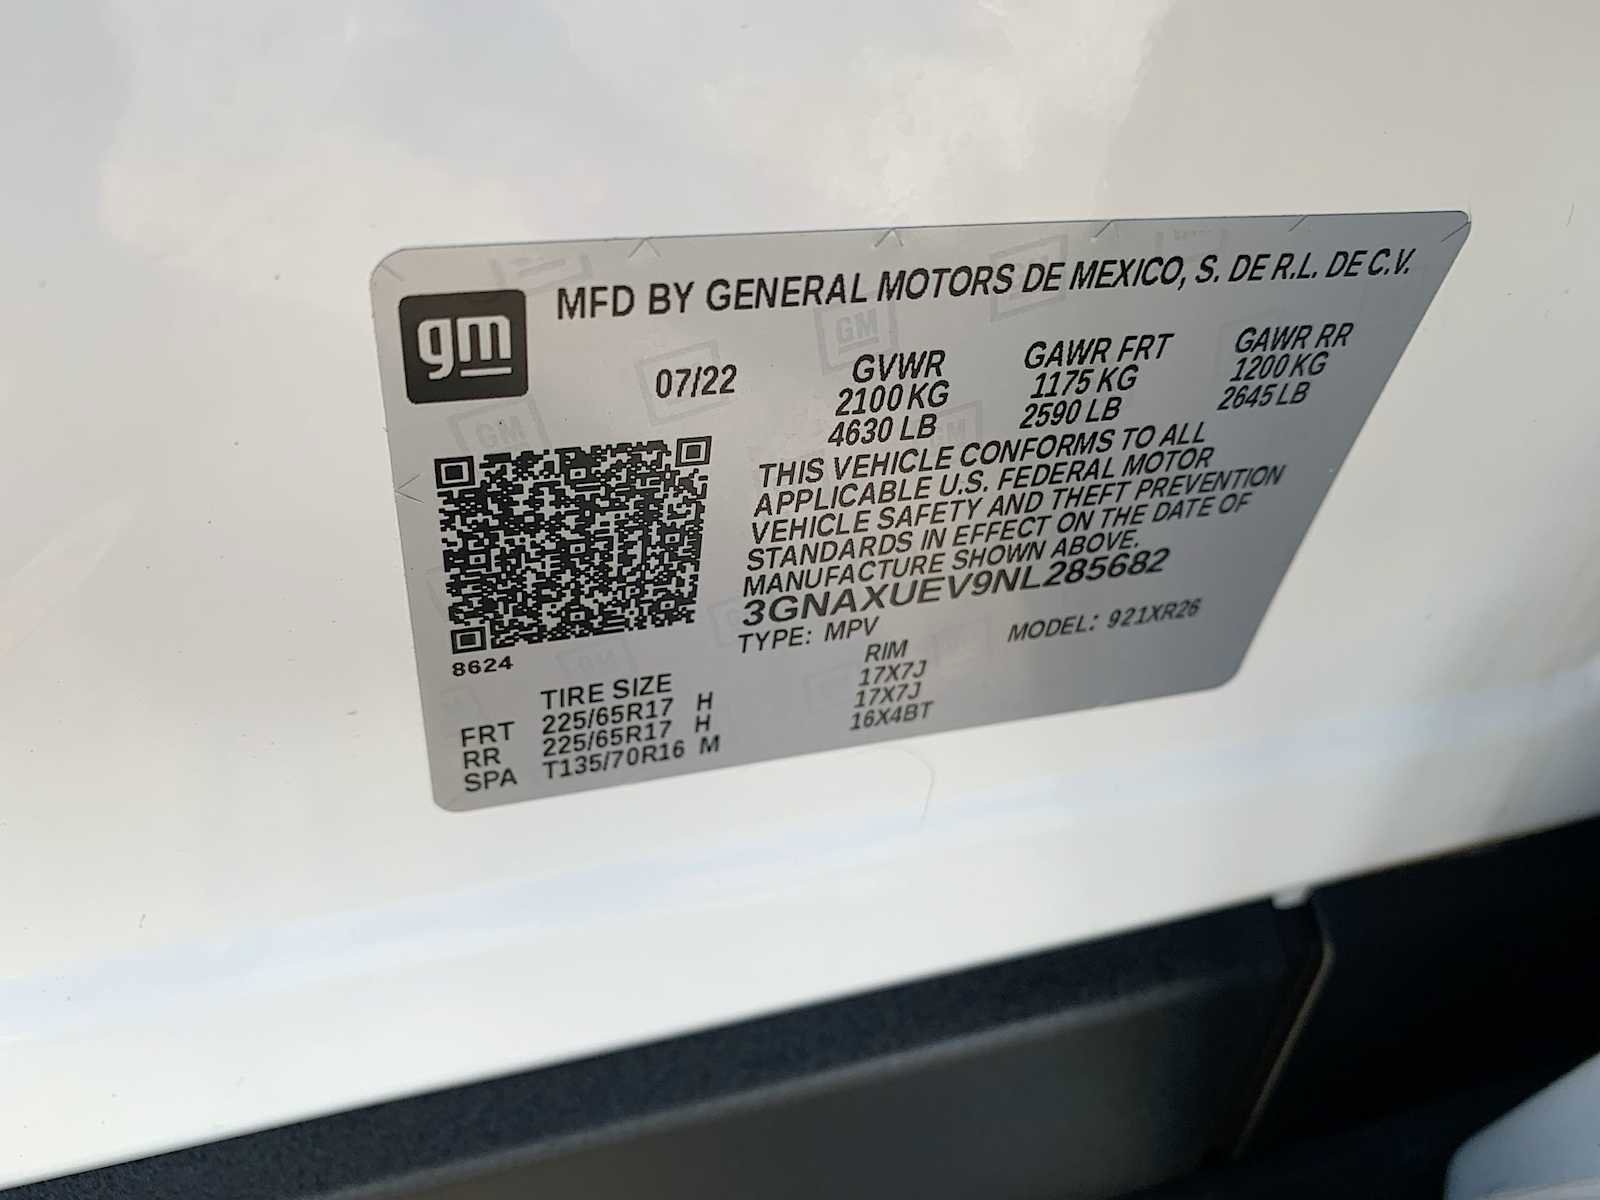 gm
MFD BY GENERAL MOTORS DE MEXICO, S. DE R.L. DE C.V.
07/22
GVWR GAWR FRT GAWR RR
2100 KG 1175 KG 1200 KG
4630 LB 2590 LB 2645 LB
THIS VEHICLE CONFORMS TO ALL
APPLICABLE U.S. FEDERAL MOTOR
VEHICLE SAFETY AND THEFT PREVENTION
STANDARDS IN EFFECT ON THE DATE OF
MANUFACTURE SHOWN ABOVE.
3GNAXUEV9NL285682
TYPE: MPV MODEL: 921XR26
8624
TIRE SIZE RIM
FRT 225/65R17 H 17X7J
RR 225/65R17 H 17X7J
SPA T135/70R16 M 16X4BT